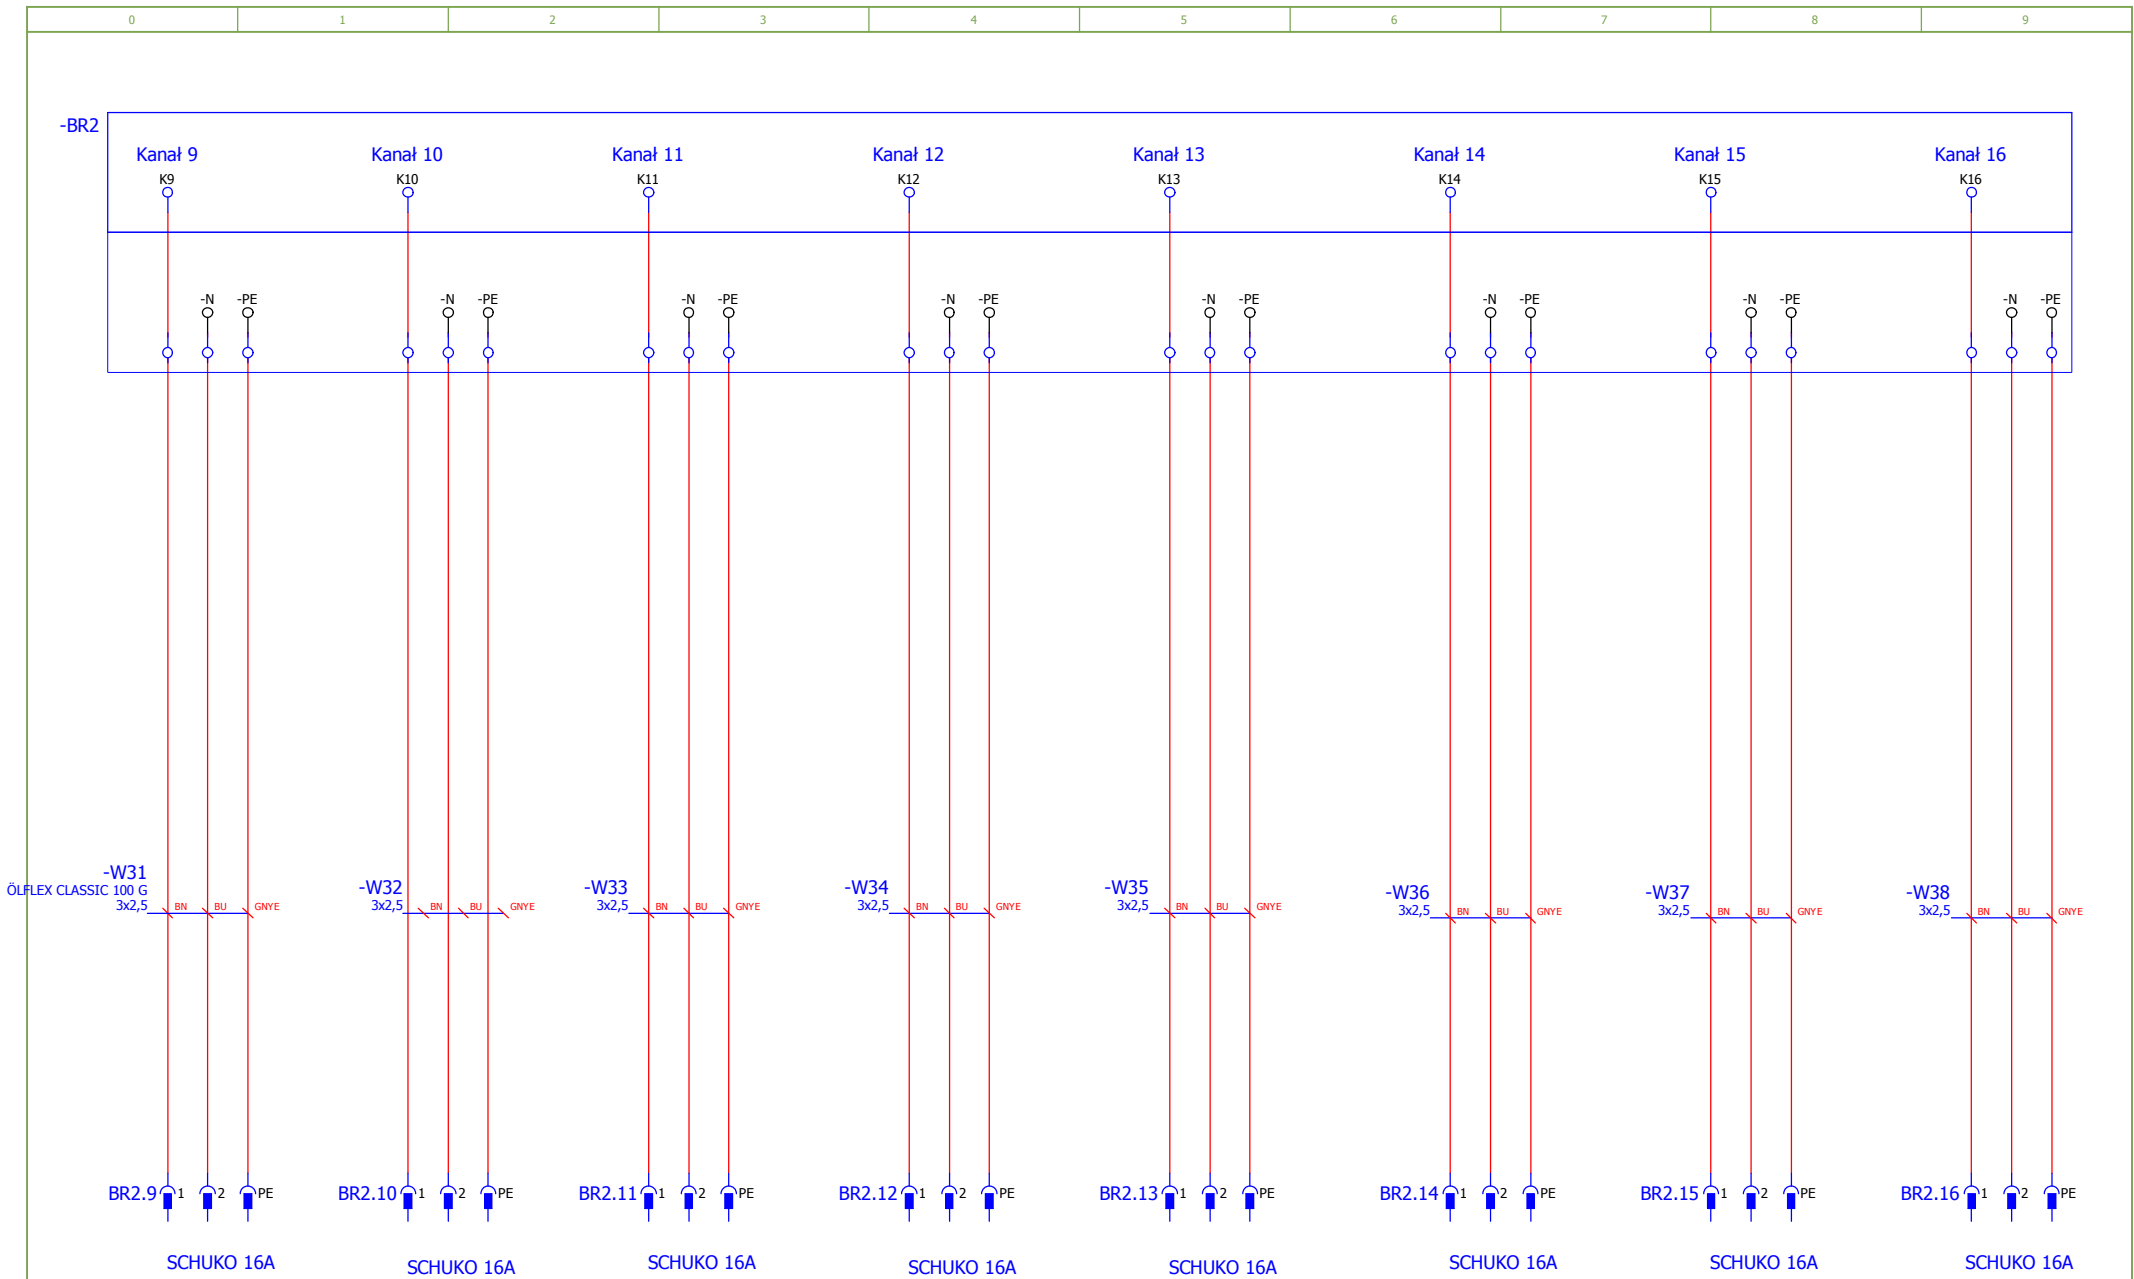 0 1 2 3 4 5 6 7 8 9
-BR2
Kanał 9 Kanał 10 Kanał 11 Kanał 12 Kanał 13 Kanał 14 Kanał 15 Kanał 16
K9 K10 K11 K12 K13 K14 K15 K16
-N -PE -N -PE -N -PE -N -PE -N -PE -N -PE -N -PE -N -PE
-W31 -W32 -W33 -W34 -W35 -W36 -W37 -W38
ÖLFLEX CLASSIC 100 G
3x2,5 BN BU GNYE 3x2,5 BN BU GNYE 3x2,5 BN BU GNYE 3x2,5 BN BU GNYE 3x2,5 BN BU GNYE 3x2,5 BN BU GNYE 3x2,5 BN BU GNYE 3x2,5 BN BU GNYE
BR2.9 1 2 PE BR2.10 1 2 PE BR2.11 1 2 PE BR2.12 1 2 PE BR2.13 1 2 PE BR2.14 1 2 PE BR2.15 1 2 PE BR2.16 1 2 PE
SCHUKO 16A SCHUKO 16A SCHUKO 16A SCHUKO 16A SCHUKO 16A SCHUKO 16A SCHUKO 16A SCHUKO 16A